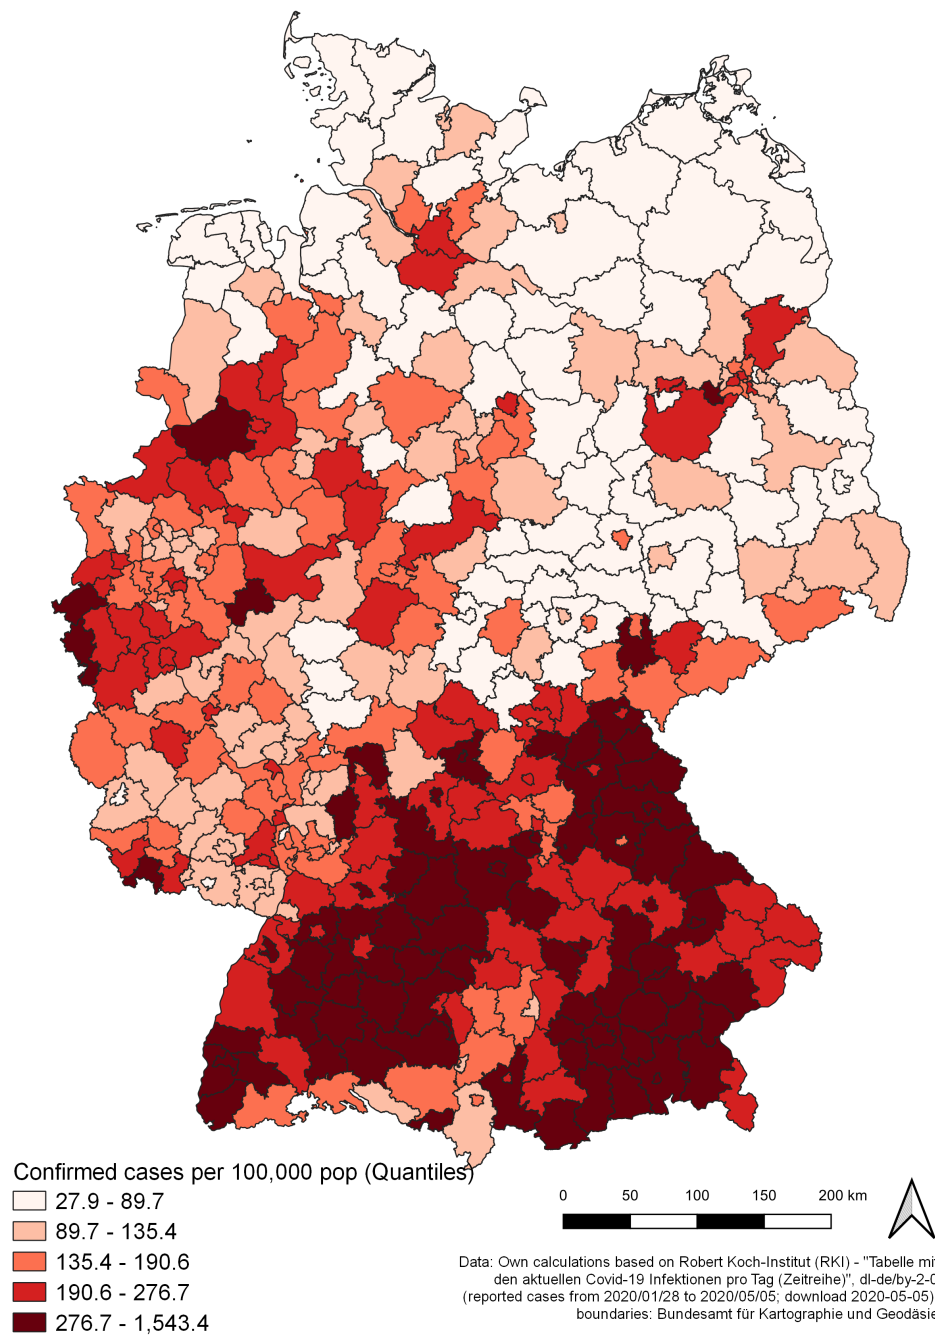 Confirmed cases per 100,000 pop (Quantiles)
27.9 - 89.7
89.7 - 135.4
135.4 - 190.6
190.6 - 276.7
276.7 - 1,543.4
0 50 100 150 200 km
Data: Own calculations based on Robert Koch-Institut (RKI) - "Tabelle mit
den aktuellen Covid-19 Infektionen pro Tag (Zeitreihe)", dl-de/by-2-0
(reported cases from 2020/01/28 to 2020/05/05; download 2020-05-05)
boundaries: Bundesamt für Kartographie und Geodäsie